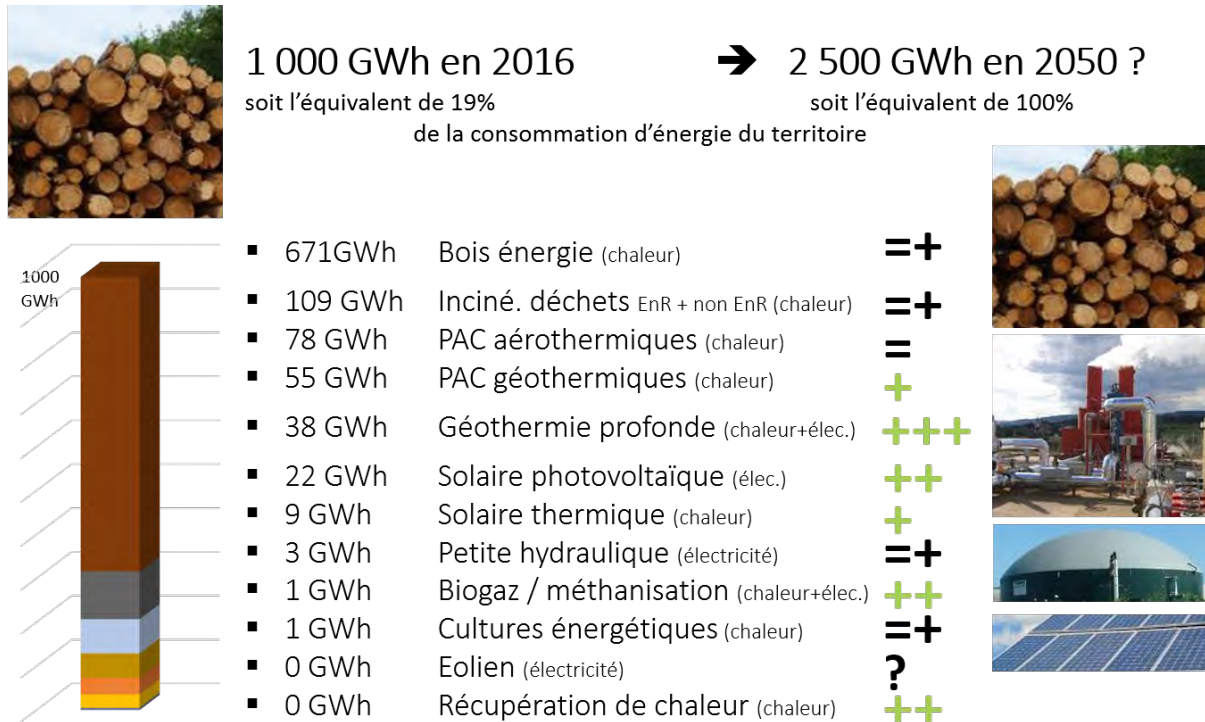 1 000 GWh en 2016 ➔ 2 500 GWh en 2050 ?
soit l'équivalent de 19% soit l'équivalent de 100%
de la consommation d'énergie du territoire
1000
GWh
▪ 671GWh Bois énergie (chaleur) =+
▪ 109 GWh Inciné. déchets EnR + non EnR (chaleur) =+
▪ 78 GWh PAC aérothermiques (chaleur) =
▪ 55 GWh PAC géothermiques (chaleur) +
▪ 38 GWh Géothermie profonde (chaleur+élec.) +++
▪ 22 GWh Solaire photovoltaïque (élec.) ++
▪ 9 GWh Solaire thermique (chaleur) +
▪ 3 GWh Petite hydraulique (électricité) =+
▪ 1 GWh Biogaz / méthanisation (chaleur+élec.) ++
▪ 1 GWh Cultures énergétiques (chaleur) =+
▪ 0 GWh Eolien (électricité) ?
▪ 0 GWh Récupération de chaleur (chaleur) ++